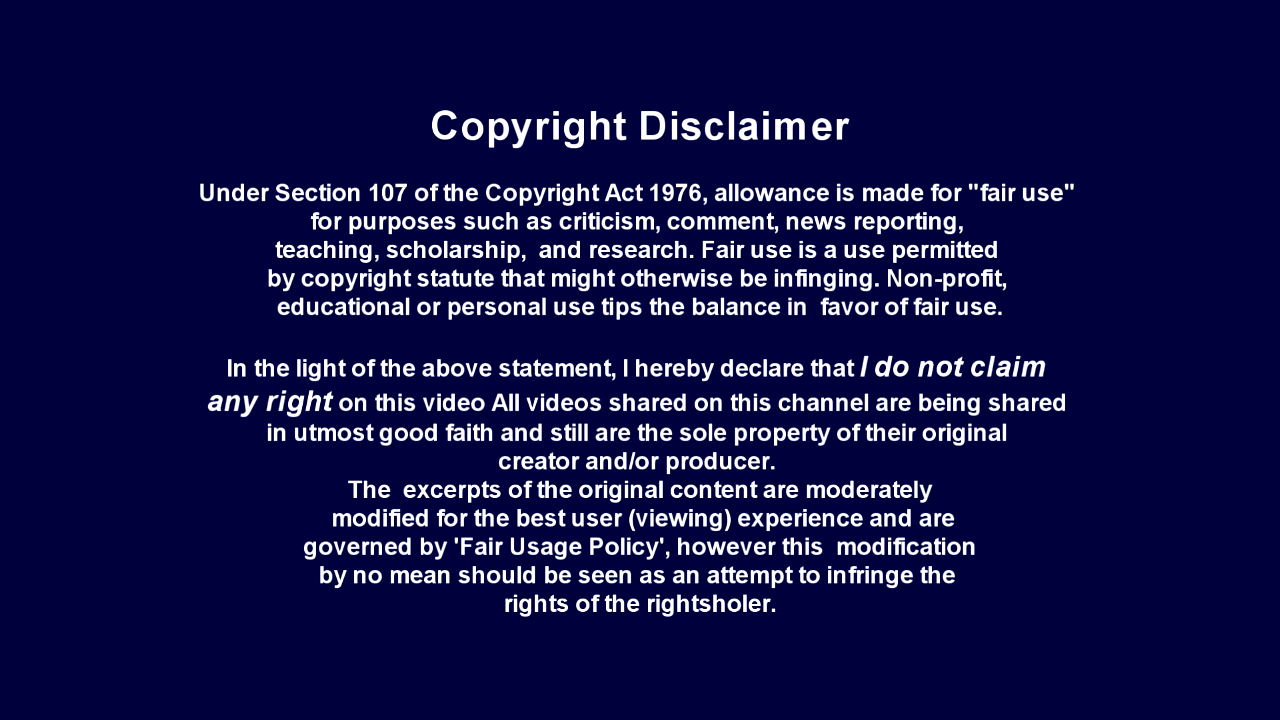 Copyright Disclaimer
Under Section 107 of the Copyright Act 1976, allowance is made for "fair use"
for purposes such as criticism, comment, news reporting,
teaching, scholarship,  and research. Fair use is a use permitted
by copyright statute that might otherwise be infinging. Non-profit,
educational or personal use tips the balance in  favor of fair use.
In the light of the above statement, I hereby declare that I do not claim
any right on this video All videos shared on this channel are being shared
in utmost good faith and still are the sole property of their original
creator and/or producer.
The  excerpts of the original content are moderately
modified for the best user (viewing) experience and are
governed by 'Fair Usage Policy', however this  modification
by no mean should be seen as an attempt to infringe the
rights of the rightsholer.